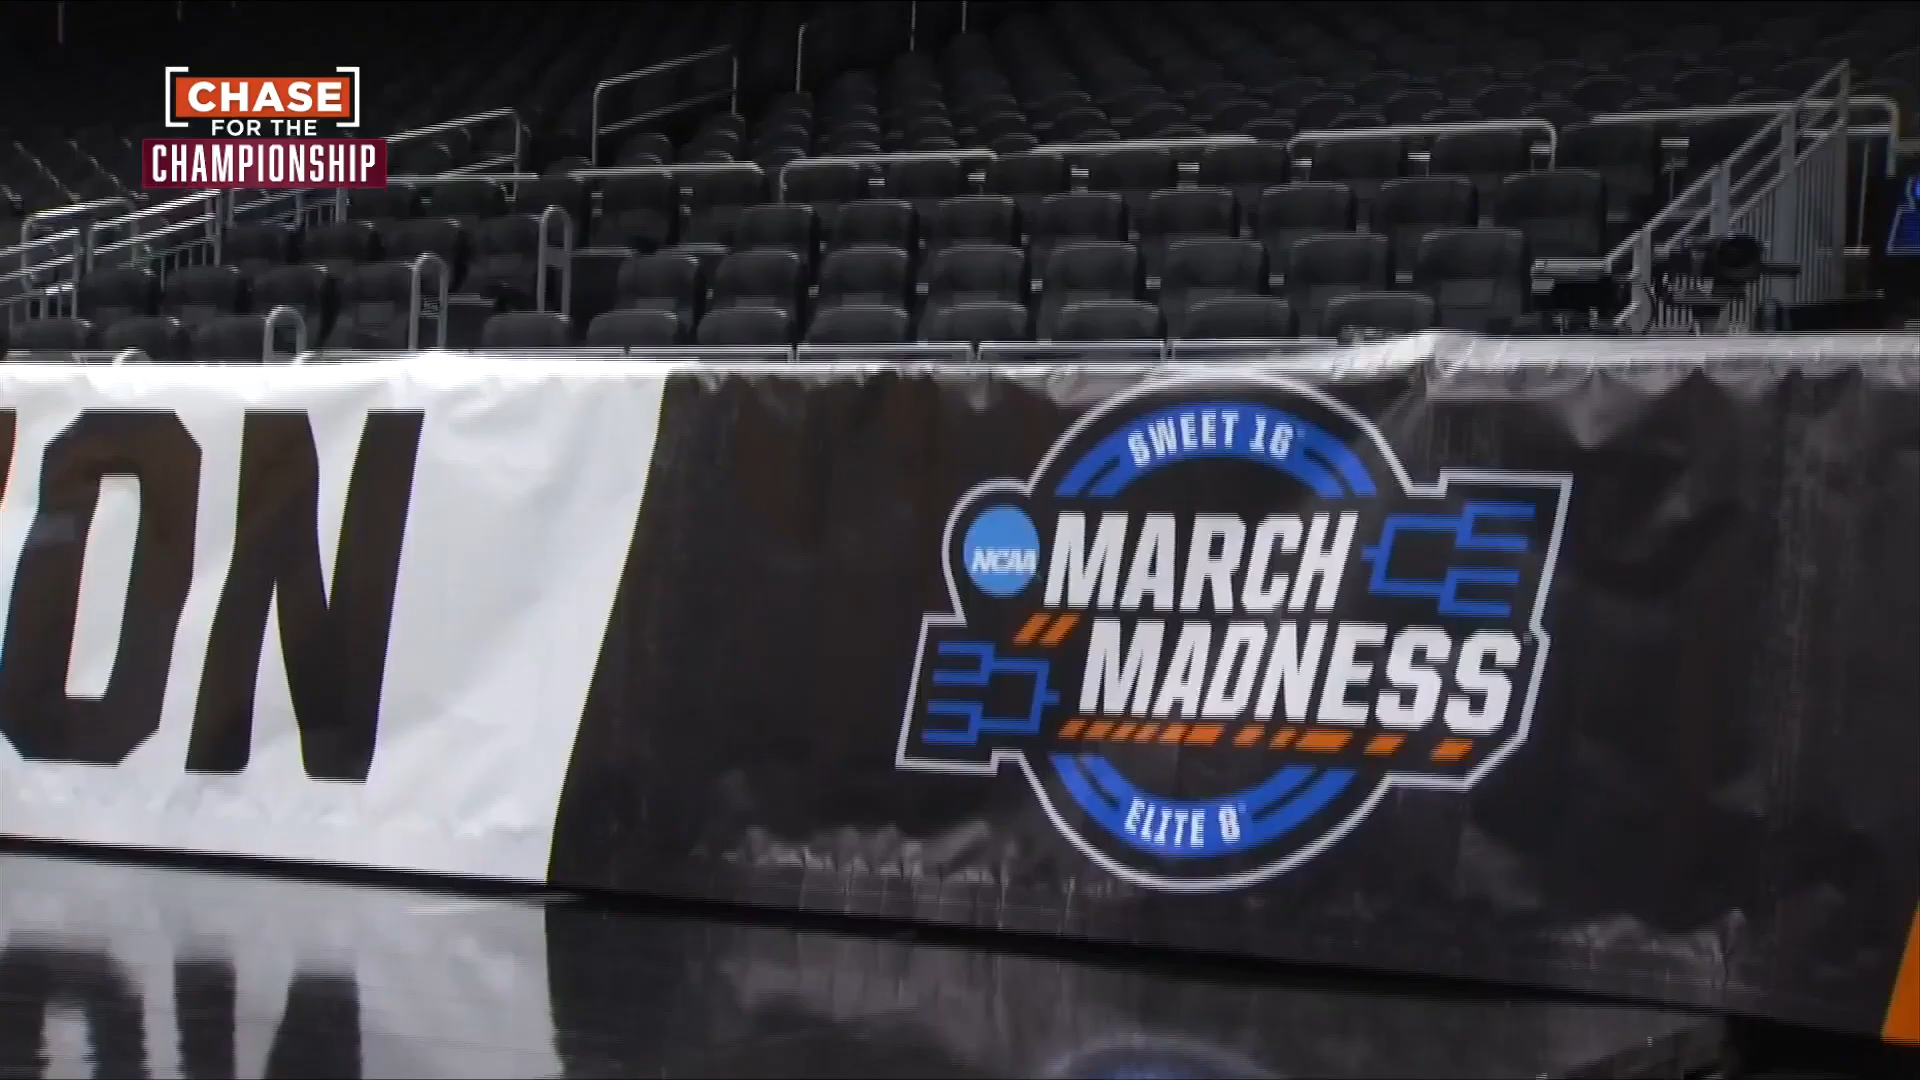 CHASE
FOR THE
CHAMPIONSHIP
ON
SWEET 16
NCAA
MARCH
MADNESS
ELITE 8